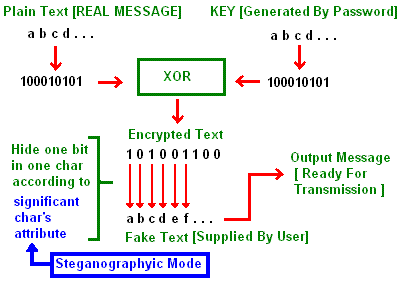 Plain Text [REAL MESSAGE]
KEY [Generated By Password]
a b c d . . .
a b c d . . .
100010101
XOR
100010101
Encrypted Text
1 0 1 0 0 1 1 0 0
Hide one bit
in one char
according to
significant
char's
attribute
Output Message
[ Ready For
Transmission ]
a b c d e f . . .
Fake Text [Supplied By User]
Steganographyic Mode